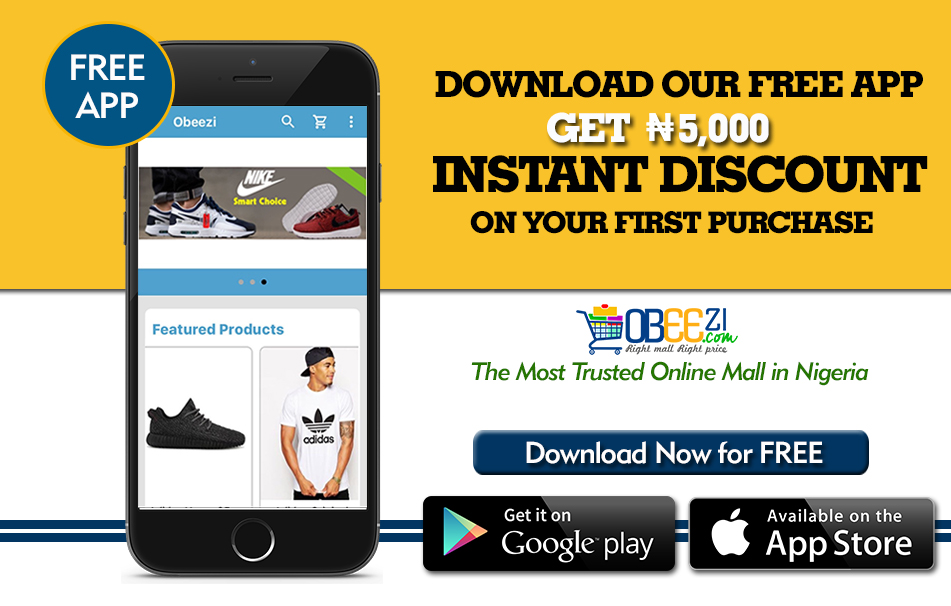 FREE
APP
Obeezi
NIKE
Smart Choice
Featured Products
adidas
DOWNLOAD OUR FREE APP
GET ₦5,000
INSTANT DISCOUNT
ON YOUR FIRST PURCHASE
OBEEZI
.com
Right mall Right price
The Most Trusted Online Mall in Nigeria
Download Now for FREE
Get it on
Google play
Available on the
App Store